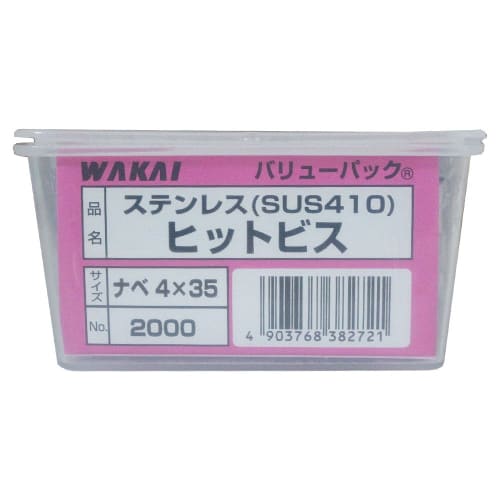 WAKAI バリューパック®
品名 ステンレス(SUS410)
ヒットビス
サイズ ナベ 4×35
No. 2000
4 903768 382721